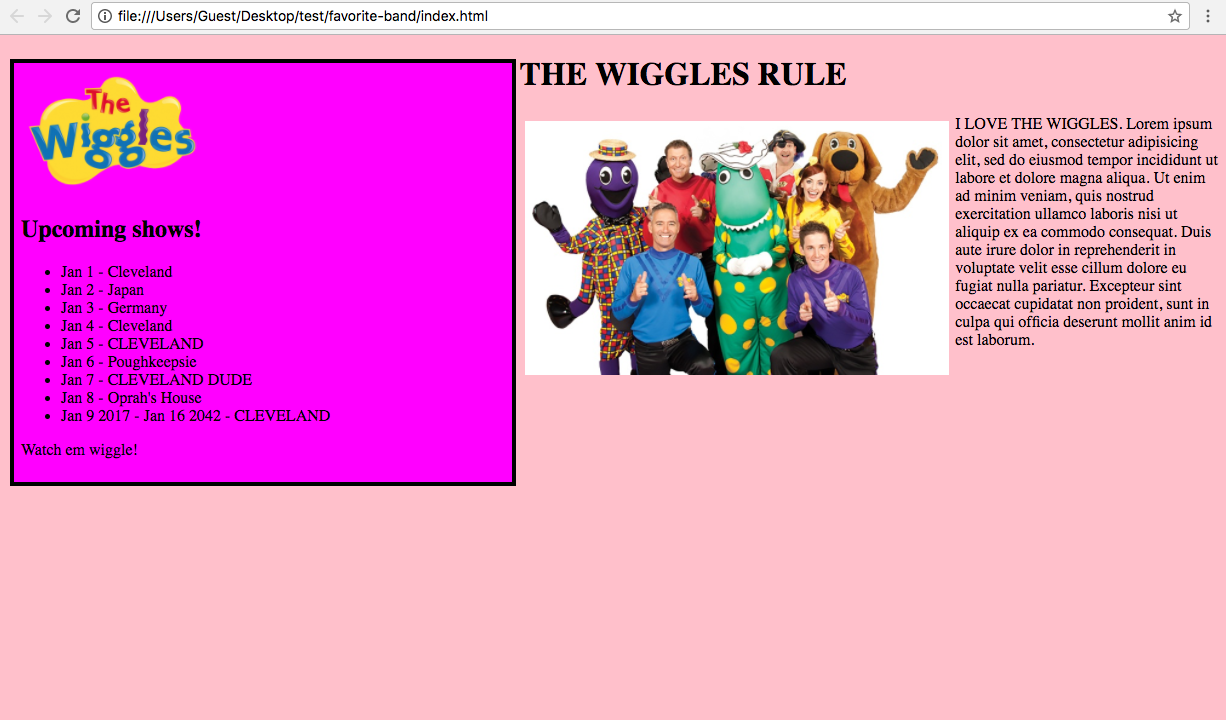 file:///Users/Guest/Desktop/test/favorite-band/index.html
The
Wiggles
Upcoming shows!
Jan 1 - Cleveland
Jan 2 - Japan
Jan 3 - Germany
Jan 4 - Cleveland
Jan 5 - CLEVELAND
Jan 6 - Poughkeepsie
Jan 7 - CLEVELAND DUDE
Jan 8 - Oprah's House
Jan 9 2017 - Jan 16 2042 - CLEVELAND
Watch em wiggle!
THE WIGGLES RULE
I LOVE THE WIGGLES. Lorem ipsum
dolor sit amet, consectetur adipisicing
elit, sed do eiusmod tempor incididunt ut
labore et dolore magna aliqua. Ut enim
ad minim veniam, quis nostrud
exercitation ullamco laboris nisi ut
aliquip ex ea commodo consequat. Duis
aute irure dolor in reprehenderit in
voluptate velit esse cillum dolore eu
fugiat nulla pariatur. Excepteur sint
occaecat cupidatat non proident, sunt in
culpa qui officia deserunt mollit anim id
est laborum.